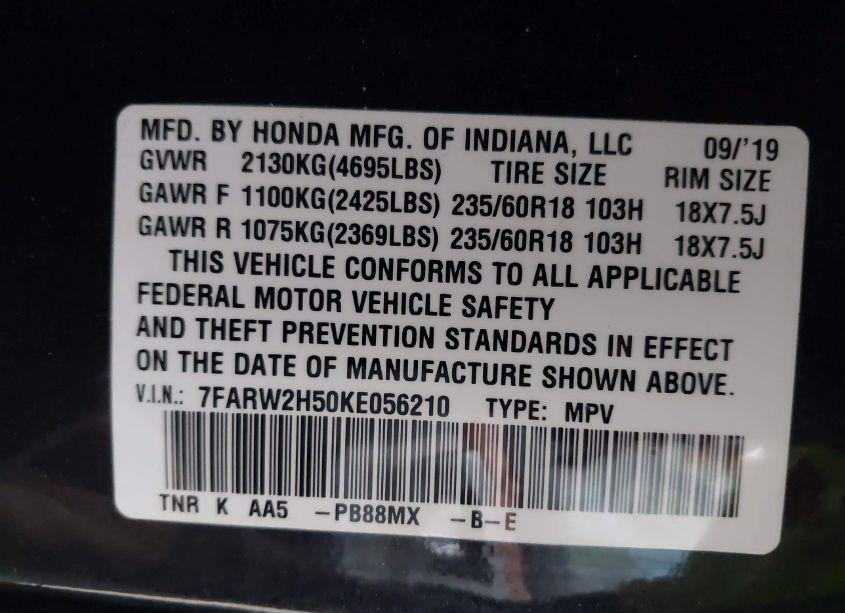 MFD. BY HONDA MFG. OF INDIANA, LLC 09/'19
GVWR 2130KG(4695LBS) TIRE SIZE RIM SIZE
GAWR F 1100KG(2425LBS) 235/60R18 103H 18X7.5J
GAWR R 1075KG(2369LBS) 235/60R18 103H 18X7.5J
THIS VEHICLE CONFORMS TO ALL APPLICABLE
FEDERAL MOTOR VEHICLE SAFETY
AND THEFT PREVENTION STANDARDS IN EFFECT
ON THE DATE OF MANUFACTURE SHOWN ABOVE.
V.I.N.: 7FARW2H50KE056210 TYPE: MPV
TNR K AA5 -PB88MX -B-E